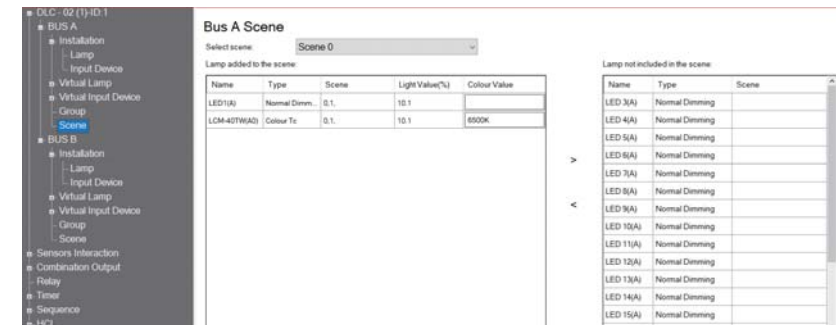 DLC - 02 (1)-ID:1
BUS A
Installation
Lamp
Input Device
Virtual Lamp
Virtual Input Device
Group
Scene
BUS B
Installation
Lamp
Input Device
Virtual Lamp
Virtual Input Device
Group
Scene
Sensors Interaction
Combination Output
Relay
Timer
Sequence
HCL
Bus A Scene
Select scene: Scene 0
Lamp added to the scene:
Name Type Scene Light Value(%) Colour Value
LED1(A) Normal Dimm... 0,1, 10.1
LCM-40TW(A0) Colour Tc 0,1, 10.1 6500K
>
<
Lamp not included in the scene:
Name Type Scene
LED 3(A) Normal Dimming
LED 4(A) Normal Dimming
LED 5(A) Normal Dimming
LED 6(A) Normal Dimming
LED 7(A) Normal Dimming
LED 8(A) Normal Dimming
LED 9(A) Normal Dimming
LED 10(A) Normal Dimming
LED 11(A) Normal Dimming
LED 12(A) Normal Dimming
LED 13(A) Normal Dimming
LED 14(A) Normal Dimming
LED 15(A) Normal Dimming